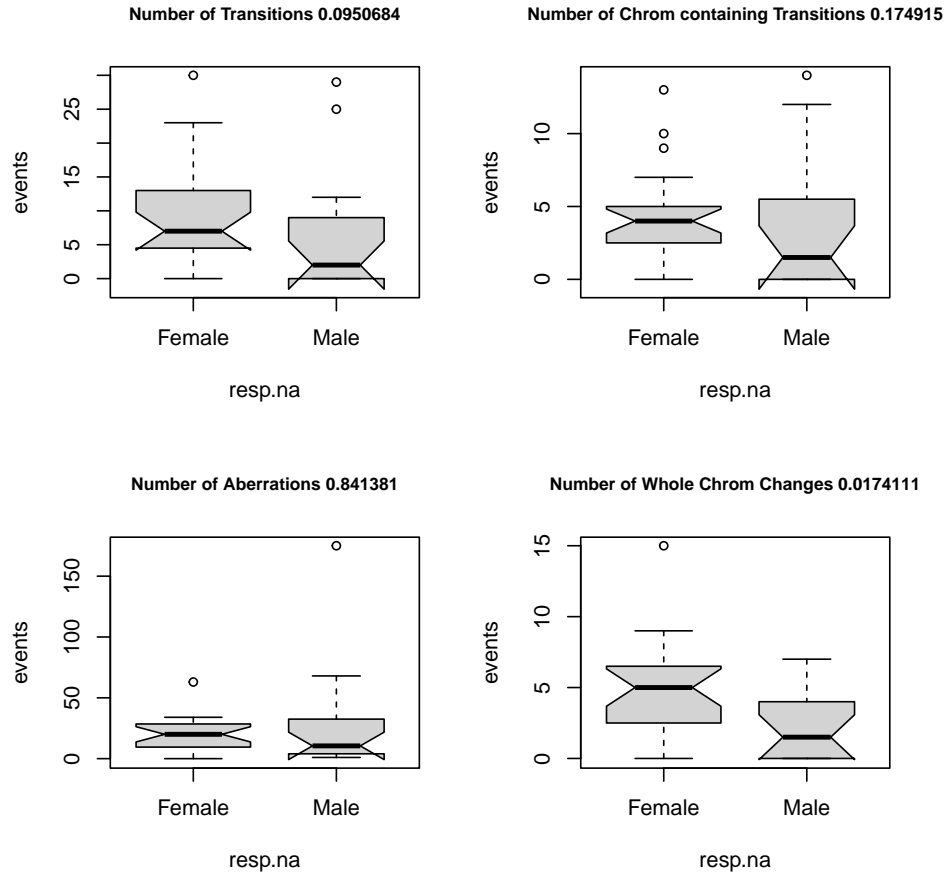 Number of Transitions 0.0950684
events
0
5
15
25
Female
Male
resp.na
Number of Chrom containing Transitions 0.174915
events
0
5
10
Female
Male
resp.na
Number of Aberrations 0.841381
events
0
50
100
150
Female
Male
resp.na
Number of Whole Chrom Changes 0.0174111
events
0
5
10
15
Female
Male
resp.na